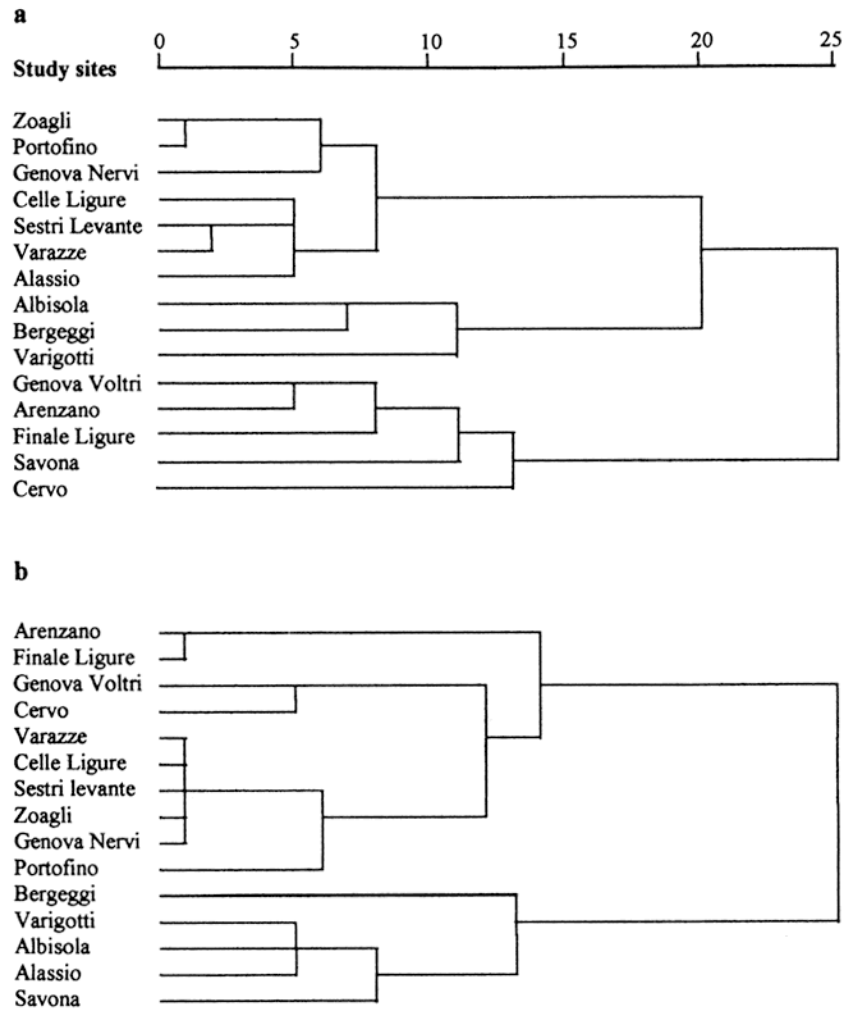 a
0 5 10 15 20 25
Study sites
Zoagli
Portofino
Genova Nervi
Celle Ligure
Sestri Levante
Varazze
Alassio
Albisola
Bergeggi
Varigotti
Genova Voltri
Arenzano
Finale Ligure
Savona
Cervo
b
Arenzano
Finale Ligure
Genova Voltri
Cervo
Varazze
Celle Ligure
Sestri levante
Zoagli
Genova Nervi
Portofino
Bergeggi
Varigotti
Albisola
Alassio
Savona